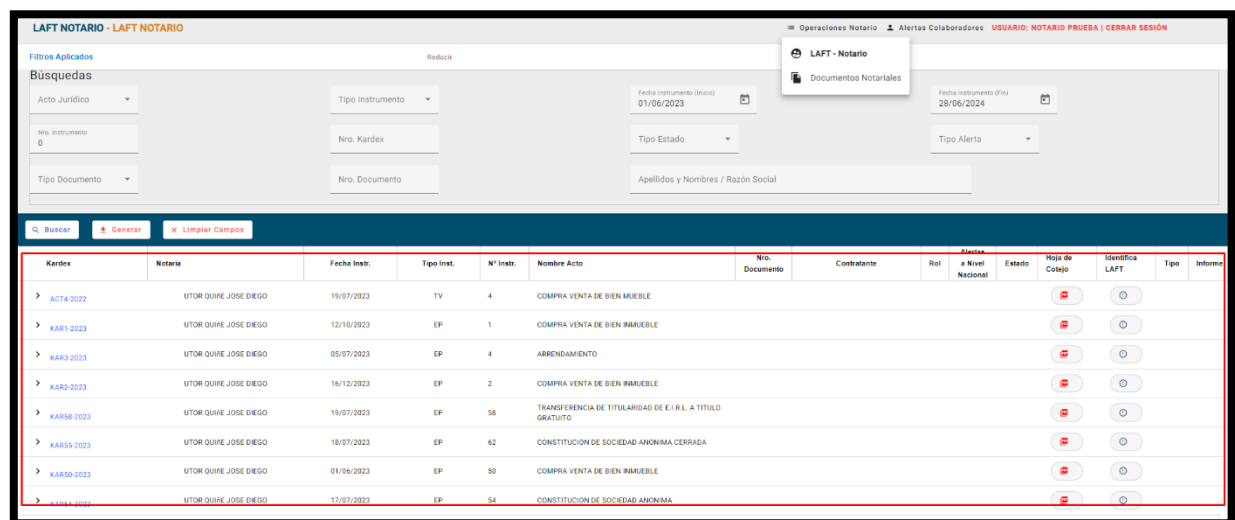 LAFT NOTARIO - LAFT NOTARIO
Operaciones Notario Alertas Colaboradores USUARIO: NOTARIO PRUEBA | CERRAR SESIÓN
LAFT - Notario
Documentos Notariales
Filtros Aplicados
Reducir
Búsquedas
Acto Jurídico
Tipo Instrumento
Fecha Instrumento (Inicio)
01/06/2023
Fecha Instrumento (Fin)
28/06/2024
Nro. Instrumento
0
Nro. Kardex
Tipo Estado
Tipo Alerta
Tipo Documento
Nro. Documento
Apellidos y Nombres / Razón Social
Buscar Generar Limpiar Campos
Kardex Notaria Fecha Instr. Tipo Inst. Nº Instr. Nombre Acto Nro. Documento Contratante Rol Alertas a Nivel Nacional Estado Hoja de Cotejo Identifica LAFT Tipo Informe
ACT4-2022 UTOR QUIÑE JOSE DIEGO 19/07/2023 TV 4 COMPRA VENTA DE BIEN MUEBLE
KAR1-2023 UTOR QUIÑE JOSE DIEGO 12/10/2023 EP 1 COMPRA VENTA DE BIEN INMUEBLE
KAR3-2023 UTOR QUIÑE JOSE DIEGO 05/07/2023 EP 4 ARRENDAMIENTO
KAR2-2023 UTOR QUIÑE JOSE DIEGO 16/12/2023 EP 2 COMPRA VENTA DE BIEN INMUEBLE
KAR58-2023 UTOR QUIÑE JOSE DIEGO 19/07/2023 EP 58 TRANSFERENCIA DE TITULARIDAD DE E.I.R.L. A TITULO
GRATUITO
KAR55-2023 UTOR QUIÑE JOSE DIEGO 18/07/2023 EP 62 CONSTITUCION DE SOCIEDAD ANONIMA CERRADA
KAR50-2023 UTOR QUIÑE JOSE DIEGO 01/06/2023 EP 50 COMPRA VENTA DE BIEN INMUEBLE
UTOR QUIÑE JOSE DIEGO 17/07/2023 EP 54 CONSTITUCION DE SOCIEDAD ANONIMA